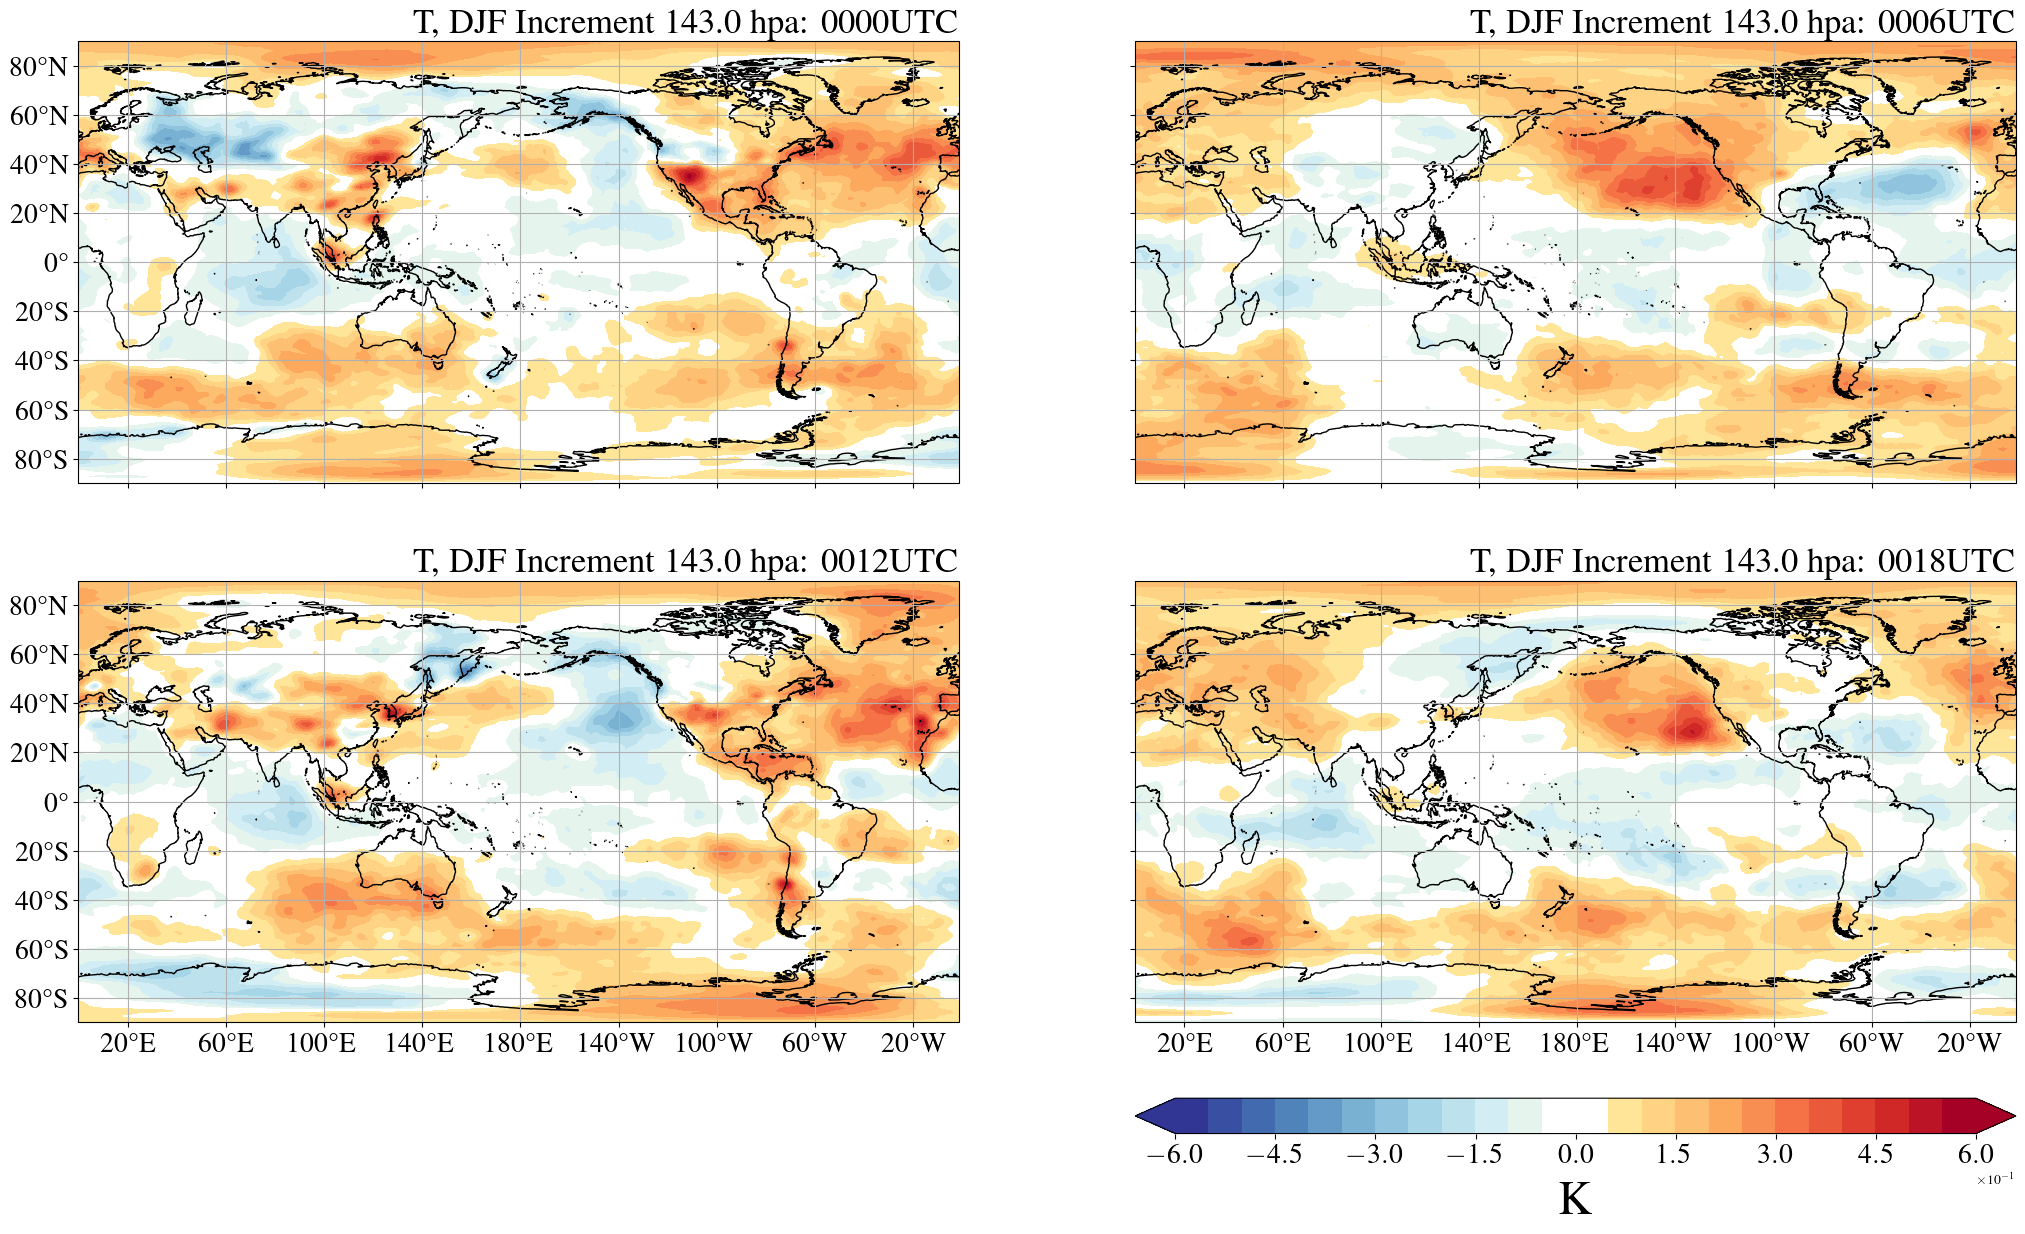 T, DJF Increment 143.0 hpa: 0000UTC
T, DJF Increment 143.0 hpa: 0006UTC
80°N
60°N
40°N
20°N
0°
20°S
40°S
60°S
80°S
T, DJF Increment 143.0 hpa: 0012UTC
T, DJF Increment 143.0 hpa: 0018UTC
80°N
60°N
40°N
20°N
0°
20°S
40°S
60°S
80°S
20°E 60°E 100°E 140°E 180°E 140°W 100°W 60°W 20°W
20°E 60°E 100°E 140°E 180°E 140°W 100°W 60°W 20°W
−6.0 −4.5 −3.0 −1.5 0.0 1.5 3.0 4.5 6.0
×10⁻¹
K